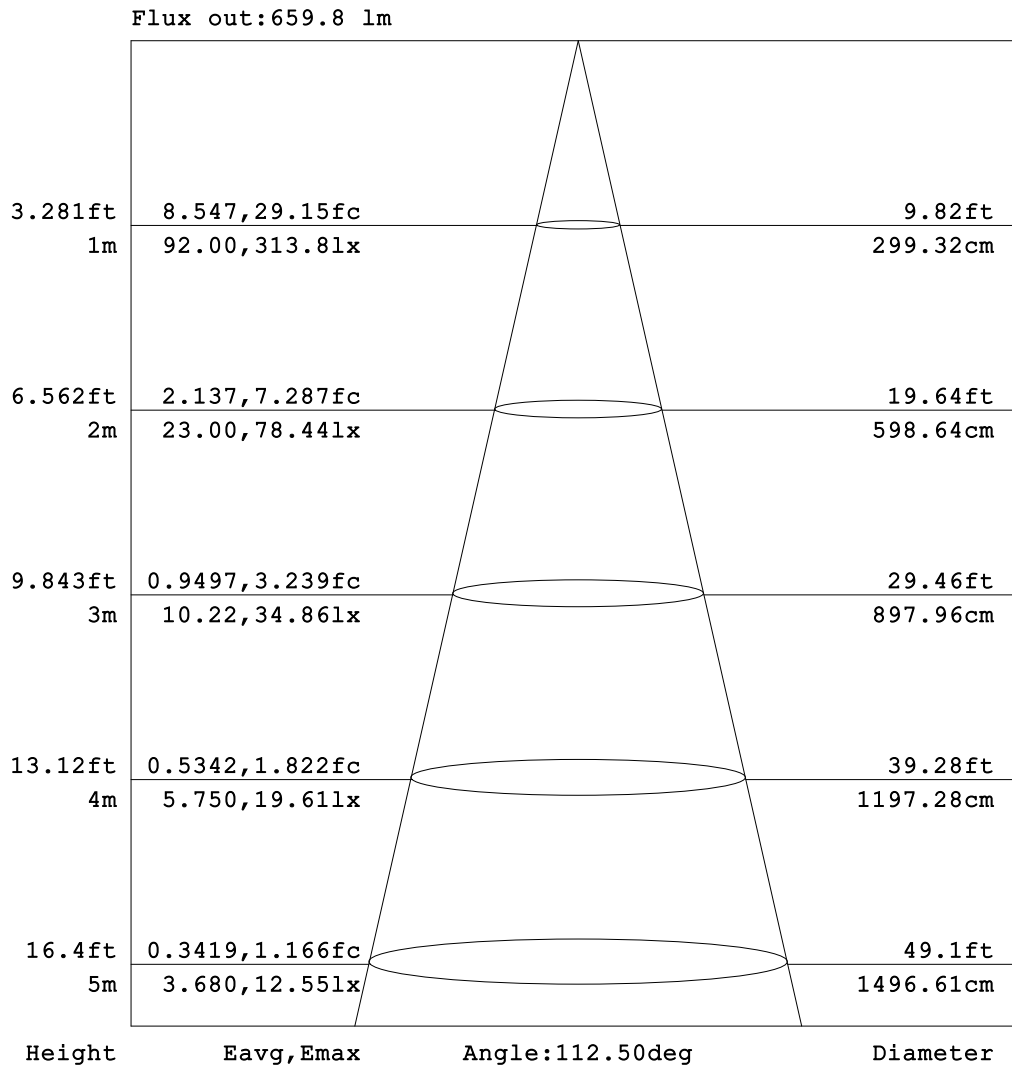 Flux out:659.8 lm
3.281ft 8.547,29.15fc 9.82ft
1m 92.00,313.8lx 299.32cm
6.562ft 2.137,7.287fc 19.64ft
2m 23.00,78.44lx 598.64cm
9.843ft 0.9497,3.239fc 29.46ft
3m 10.22,34.86lx 897.96cm
13.12ft 0.5342,1.822fc 39.28ft
4m 5.750,19.61lx 1197.28cm
16.4ft 0.3419,1.166fc 49.1ft
5m 3.680,12.55lx 1496.61cm
Height Eavg,Emax Angle:112.50deg Diameter